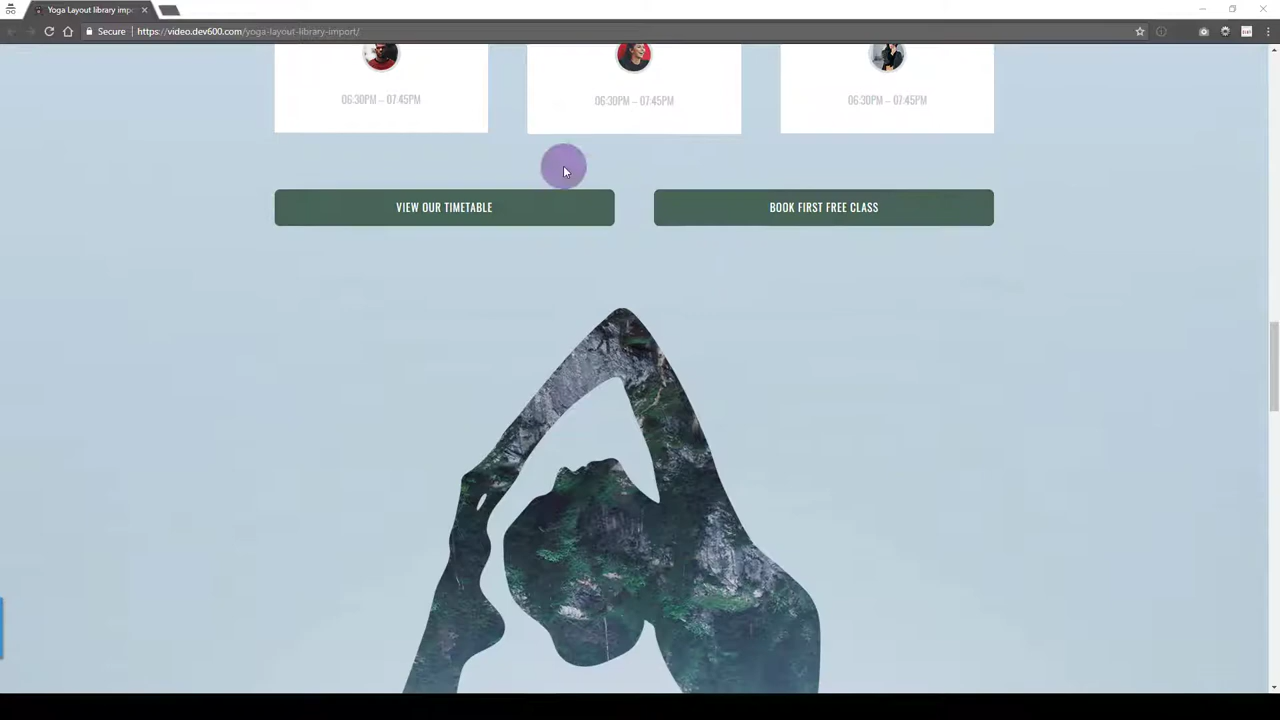 Yoga Layout library impo
Secure
https://video.dev600.com/yoga-layout-library-import/
06:30PM – 07:45PM
06:30PM – 07:45PM
06:30PM – 07:45PM
VIEW OUR TIMETABLE
BOOK FIRST FREE CLASS